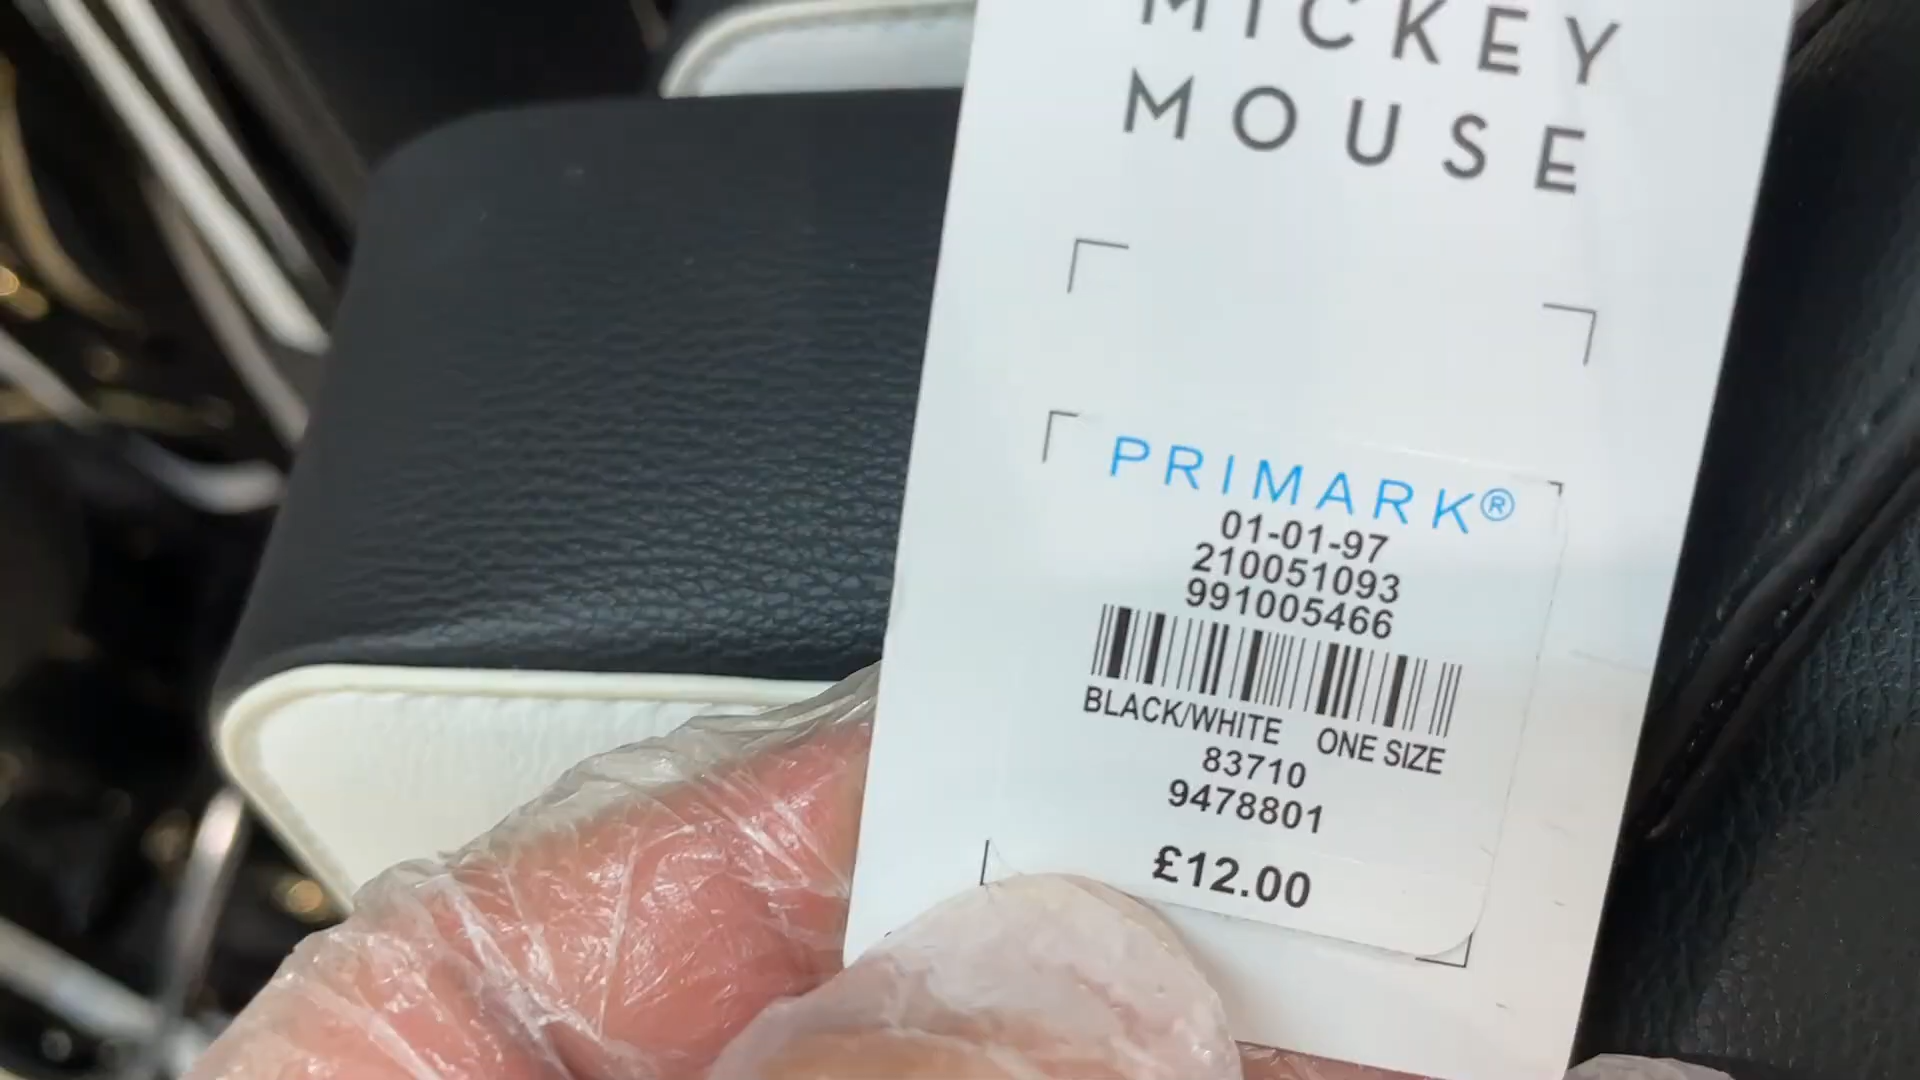 MICKEY
MOUSE
PRIMARK®
01-01-97
210051093
991005466
BLACK/WHITE ONE SIZE
83710
9478801
£12.00